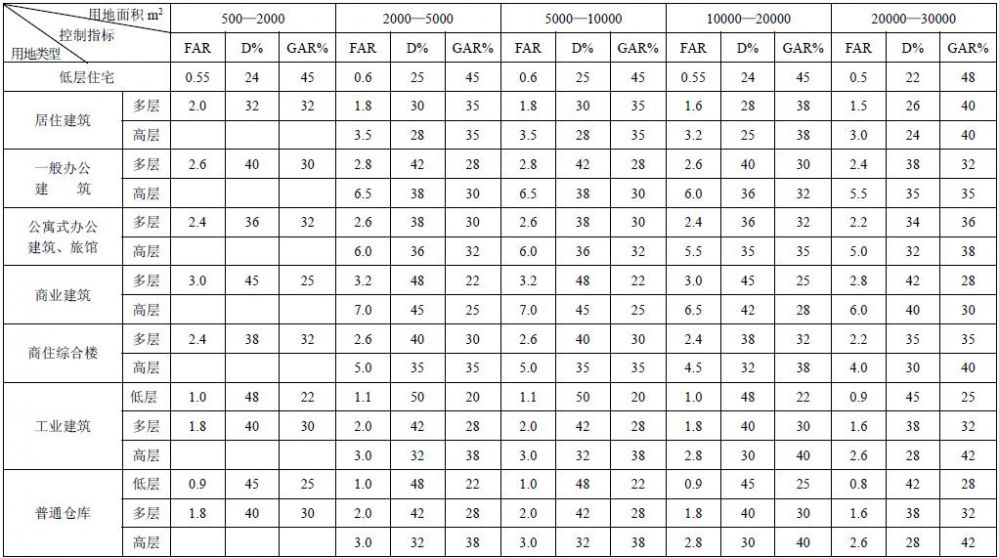 用地面积 m²
控制指标
用地类型
500—2000 2000—5000 5000—10000 10000—20000 20000—30000
FAR D% GAR% FAR D% GAR% FAR D% GAR% FAR D% GAR% FAR D% GAR%
低层住宅 0.55 24 45 0.6 25 45 0.6 25 45 0.55 24 45 0.5 22 48
居住建筑 多层 2.0 32 32 1.8 30 35 1.8 30 35 1.6 28 38 1.5 26 40
高层 3.5 28 35 3.5 28 35 3.2 25 38 3.0 24 40
一般办公
建 筑
多层 2.6 40 30 2.8 42 28 2.8 42 28 2.6 40 30 2.4 38 32
高层 6.5 38 30 6.5 38 30 6.0 36 32 5.5 35 35
公寓式办公
建筑、旅馆
多层 2.4 36 32 2.6 38 30 2.6 38 30 2.4 36 32 2.2 34 36
高层 6.0 36 32 6.0 36 32 5.5 35 35 5.0 32 38
商业建筑 多层 3.0 45 25 3.2 48 22 3.2 48 22 3.0 45 25 2.8 42 28
高层 7.0 45 25 7.0 45 25 6.5 42 28 6.0 40 30
商住综合楼 多层 2.4 38 32 2.6 40 30 2.6 40 30 2.4 38 32 2.2 35 35
高层 5.0 35 35 5.0 35 35 4.5 32 38 4.0 30 40
工业建筑 低层 1.0 48 22 1.1 50 20 1.1 50 20 1.0 48 22 0.9 45 25
多层 1.8 40 30 2.0 42 28 2.0 42 28 1.8 40 30 1.6 38 32
高层 3.0 32 38 3.0 32 38 2.8 30 40 2.6 28 42
普通仓库 低层 0.9 45 25 1.0 48 22 1.0 48 22 0.9 45 25 0.8 42 28
多层 1.8 40 30 2.0 42 28 2.0 42 28 1.8 40 30 1.6 38 32
高层 3.0 32 38 3.0 32 38 2.8 30 40 2.6 28 42